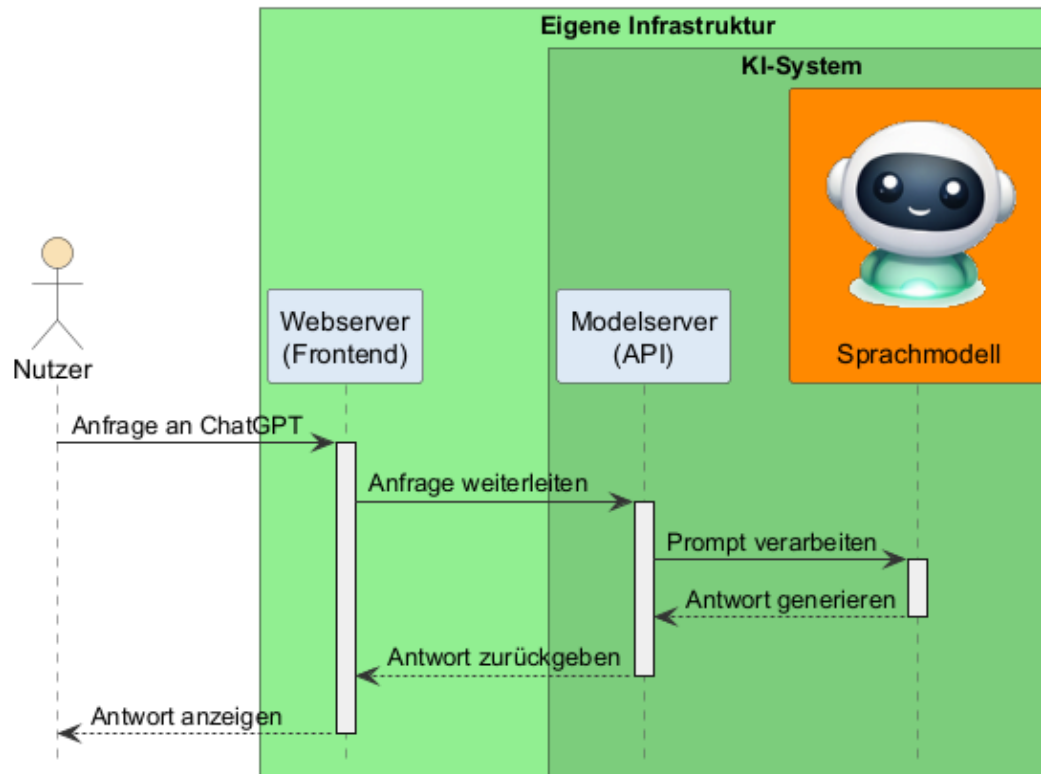 Eigene Infrastruktur
KI-System
Nutzer
Webserver
(Frontend)
Modelserver
(API)
Sprachmodell
Anfrage an ChatGPT
Anfrage weiterleiten
Prompt verarbeiten
Antwort generieren
Antwort zurückgeben
Antwort anzeigen